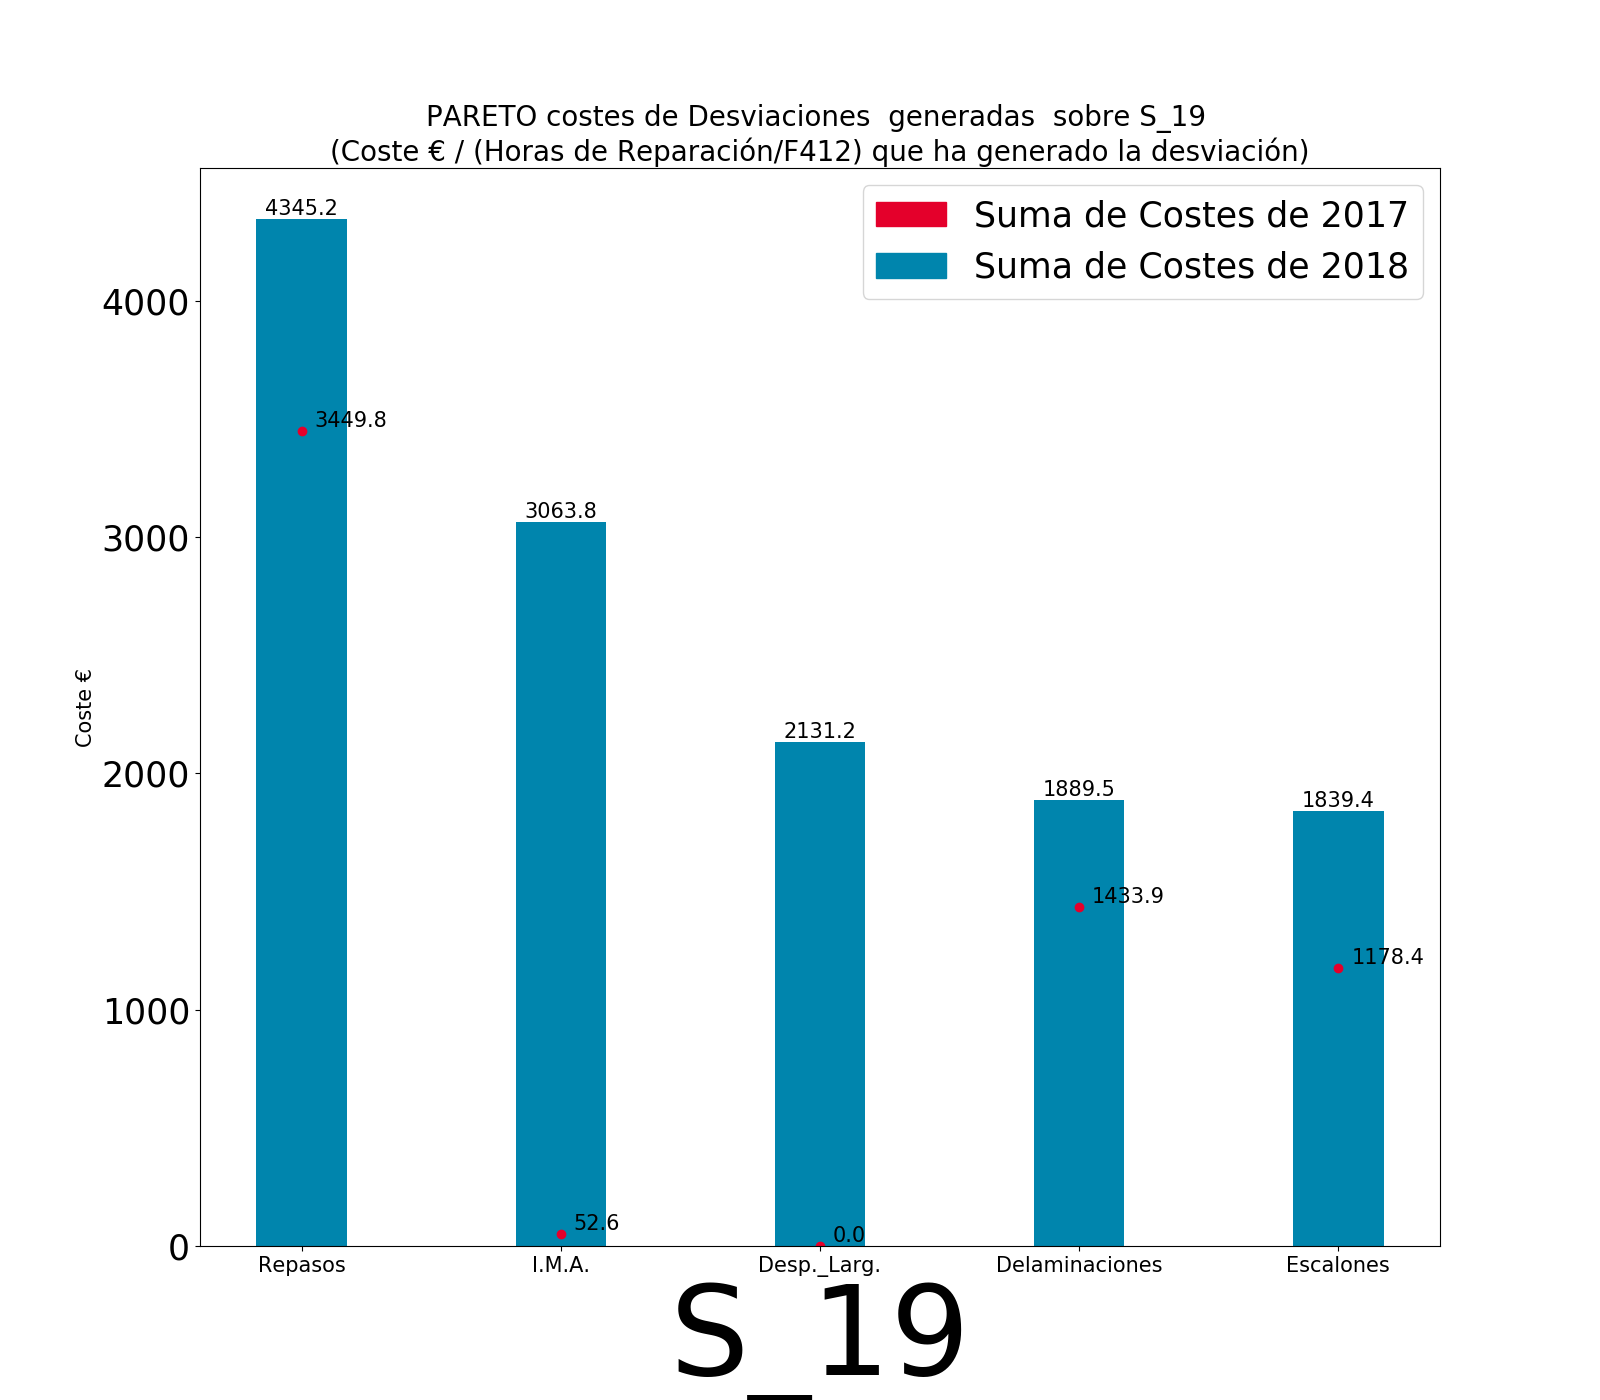 PARETO costes de Desviaciones  generadas  sobre S_19
(Coste € / (Horas de Reparación/F412) que ha generado la desviación)
Suma de Costes de 2017
Suma de Costes de 2018
4345.2
4000
3449.8
3063.8
3000
Coste €
2131.2
2000
1889.5
1839.4
1433.9
1178.4
1000
52.6
0.0
0
Repasos
I.M.A.
Desp._Larg.
Delaminaciones
Escalones
S_19